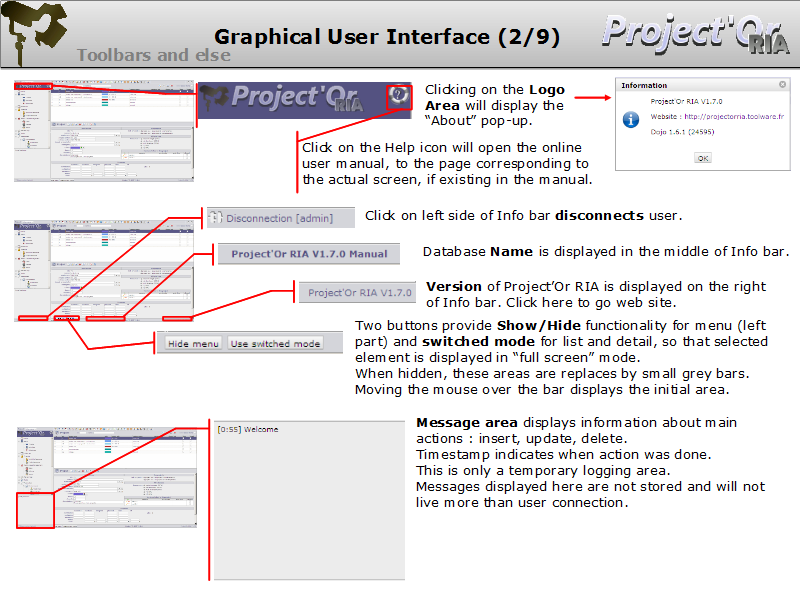 Graphical User Interface (2/9)
Project'Or RIA
Toolbars and else
Project'Or RIA
Clicking on the Logo
Area will display the
“About” pop-up.
Information
Project'Or RIA V1.7.0
Website : http://projectorria.toolware.fr
Dojo 1.6.1 (24595)
OK
Click on the Help icon will open the online
user manual, to the page corresponding to
the actual screen, if existing in the manual.
Disconnection [admin]
Click on left side of Info bar disconnects user.
Project'Or RIA V1.7.0 Manual
Database Name is displayed in the middle of Info bar.
Project'Or RIA V1.7.0
Version of Project’Or RIA is displayed on the right
of Info bar. Click here to go web site.
Hide menu
Use switched mode
Two buttons provide Show/Hide functionality for menu (left
part) and switched mode for list and detail, so that selected
element is displayed in “full screen” mode.
When hidden, these areas are replaces by small grey bars.
Moving the mouse over the bar displays the initial area.
[0:55] Welcome
Message area displays information about main
actions : insert, update, delete.
Timestamp indicates when action was done.
This is only a temporary logging area.
Messages displayed here are not stored and will not
live more than user connection.